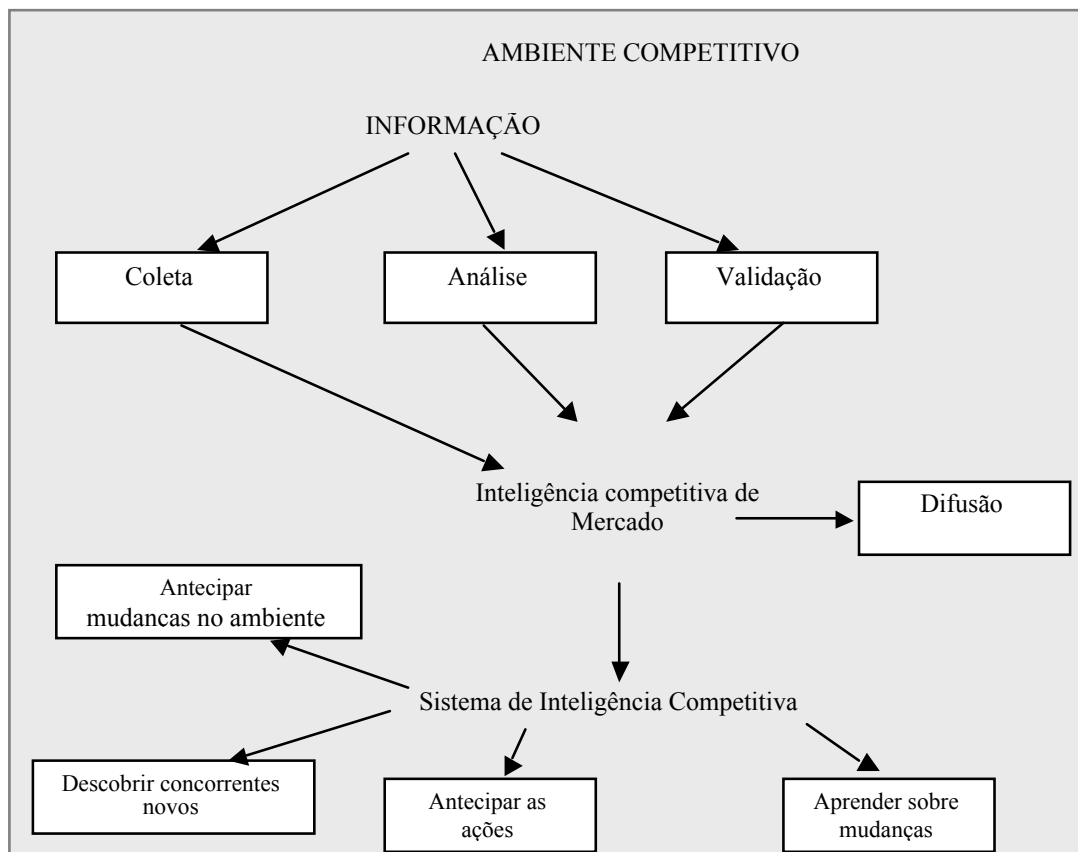 AMBIENTE COMPETITIVO
INFORMAÇÃO
Coleta
Análise
Validação
Inteligência competitiva de
Mercado
Difusão
Antecipar
mudancas no ambiente
Sistema de Inteligência Competitiva
Descobrir concorrentes
novos
Antecipar as
ações
Aprender sobre
mudanças